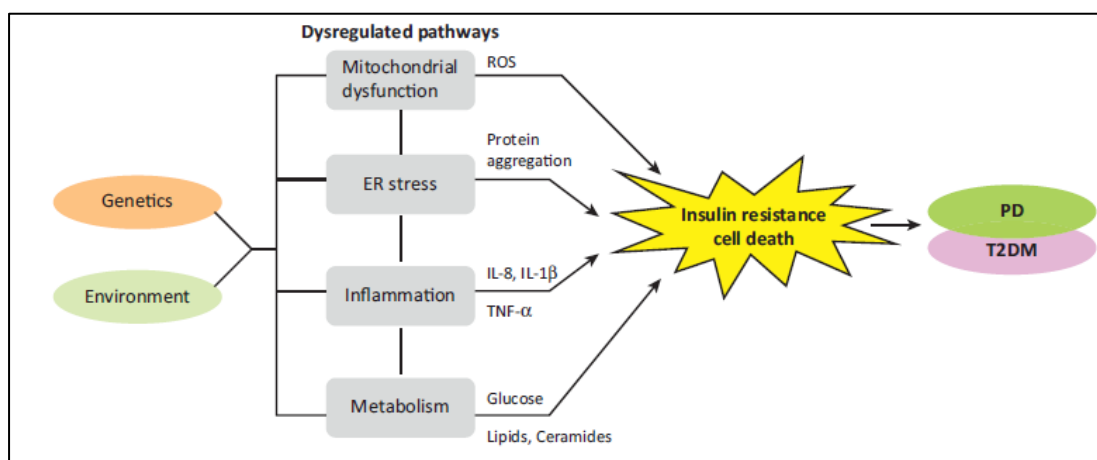 Dysregulated pathways
Mitochondrial
dysfunction
ROS
ER stress
Protein
aggregation
Inflammation
IL-8, IL-1β
TNF-α
Metabolism
Glucose
Lipids, Ceramides
Genetics
Environment
Insulin resistance
cell death
PD
T2DM